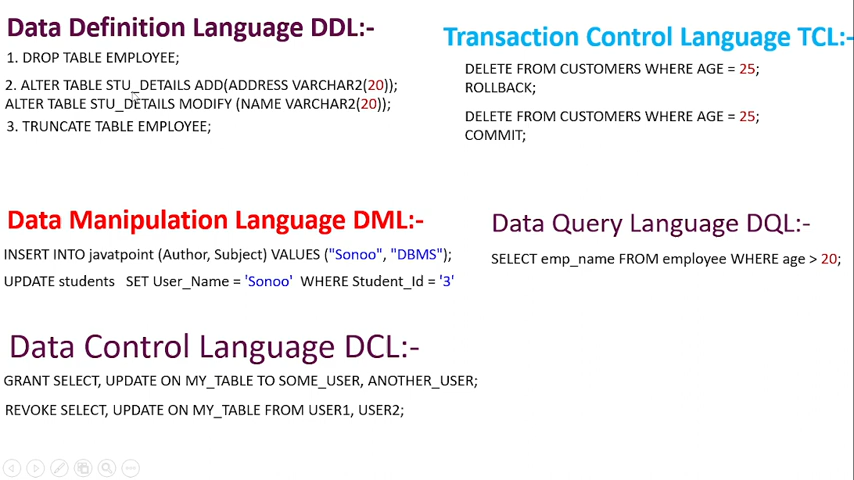 Data Definition Language DDL:-
1. DROP TABLE EMPLOYEE;
2. ALTER TABLE STU_DETAILS ADD(ADDRESS VARCHAR2(20));
ALTER TABLE STU_DETAILS MODIFY (NAME VARCHAR2(20));
3. TRUNCATE TABLE EMPLOYEE;
Transaction Control Language TCL:-
DELETE FROM CUSTOMERS WHERE AGE = 25;
ROLLBACK;
DELETE FROM CUSTOMERS WHERE AGE = 25;
COMMIT;
Data Manipulation Language DML:-
INSERT INTO javatpoint (Author, Subject) VALUES ("Sonoo", "DBMS");
UPDATE students SET User_Name = 'Sonoo' WHERE Student_Id = '3'
Data Query Language DQL:-
SELECT emp_name FROM employee WHERE age > 20;
Data Control Language DCL:-
GRANT SELECT, UPDATE ON MY_TABLE TO SOME_USER, ANOTHER_USER;
REVOKE SELECT, UPDATE ON MY_TABLE FROM USER1, USER2;